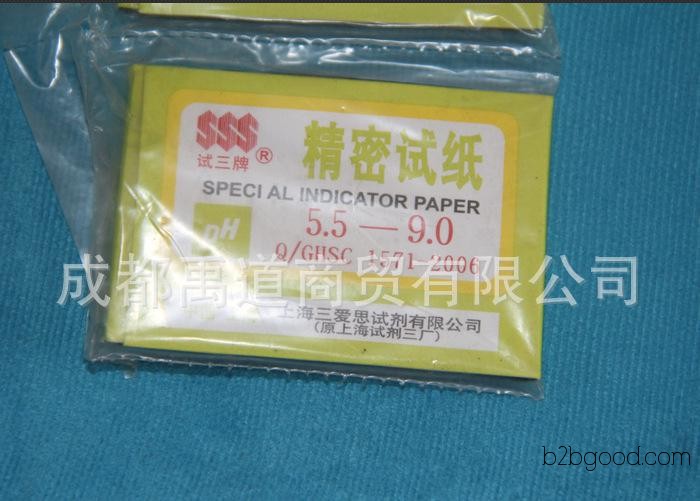 SSS
试三牌®
精密试纸
SPECIAL INDICATOR PAPER
pH
5.5 — 9.0
Q/GHSC 1571-2006
成都禹道商贸有限公司
上海三爱思试剂有限公司
(原上海试剂三厂)
b2bgood.com